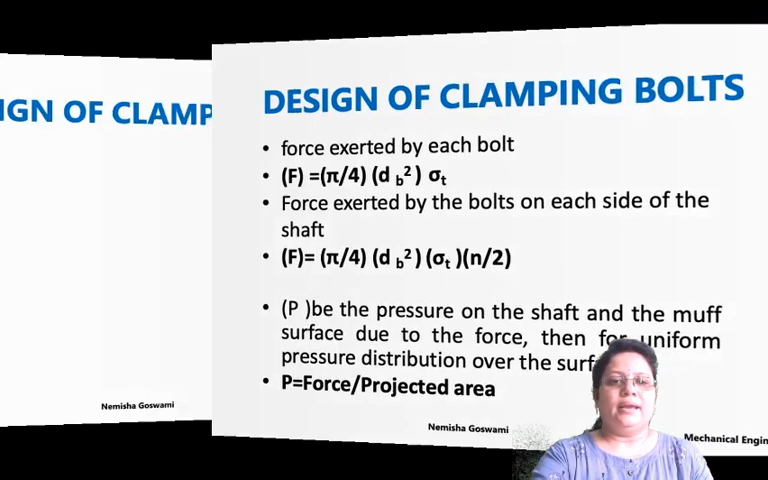 IGN OF CLAMP
DESIGN OF CLAMPING BOLTS
• force exerted by each bolt
• (F) =(π/4) (d b²) σt
• Force exerted by the bolts on each side of the
shaft
• (F)= (π/4) (d b²) (σt )(n/2)
• (P )be the pressure on the shaft and the muff
surface due to the force, then for uniform
pressure distribution over the surf
• P=Force/Projected area
Nemisha Goswami
Nemisha Goswami
Mechanical Engin